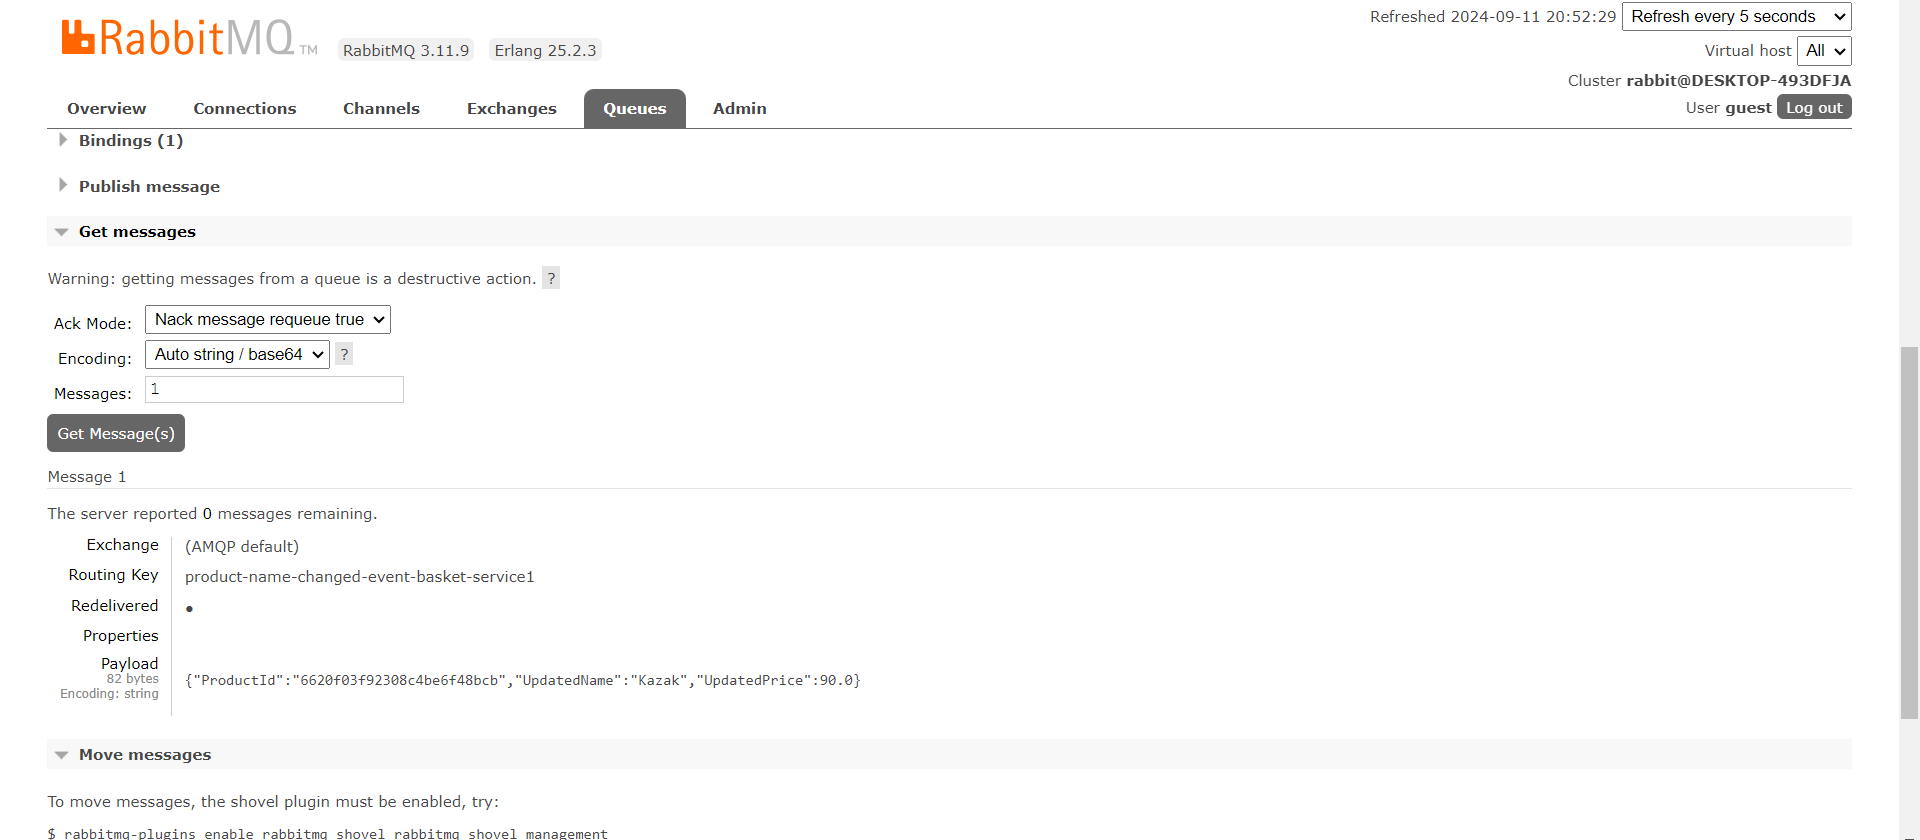 RabbitMQ TM
RabbitMQ 3.11.9
Erlang 25.2.3
Refreshed 2024-09-11 20:52:29 Refresh every 5 seconds
Virtual host All
Cluster rabbit@DESKTOP-493DFJA
User guest Log out
Overview Connections Channels Exchanges Queues Admin
Bindings (1)
Publish message
Get messages
Warning: getting messages from a queue is a destructive action. ?
Ack Mode: Nack message requeue true
Encoding: Auto string / base64 ?
Messages: 1
Get Message(s)
Message 1
The server reported 0 messages remaining.
Exchange (AMQP default)
Routing Key product-name-changed-event-basket-service1
Redelivered ●
Properties
Payload
82 bytes
Encoding: string
{"ProductId":"6620f03f92308c4be6f48bcb","UpdatedName":"Kazak","UpdatedPrice":90.0}
Move messages
To move messages, the shovel plugin must be enabled, try:
$ rabbitmq-plugins enable rabbitmq_shovel rabbitmq_shovel_management